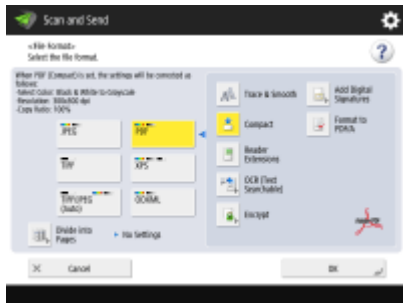 Scan and Send
<File Format>
Select the file format.
When PDF (Compact) is set, the settings will be corrected as
follows:
-Select Color: Black & White to Grayscale
-Resolution: 300x300 dpi
-Copy Ratio: 100%
JPEG
PDF
TIFF
XPS
TIFF/JPEG
(Auto)
OOXML
Divide into
Pages
No Settings
Trace & Smooth
Add Digital
Signatures
Compact
Format to
PDF/A
Reader
Extensions
OCR (Text
Searchable)
Encrypt
Cancel
OK